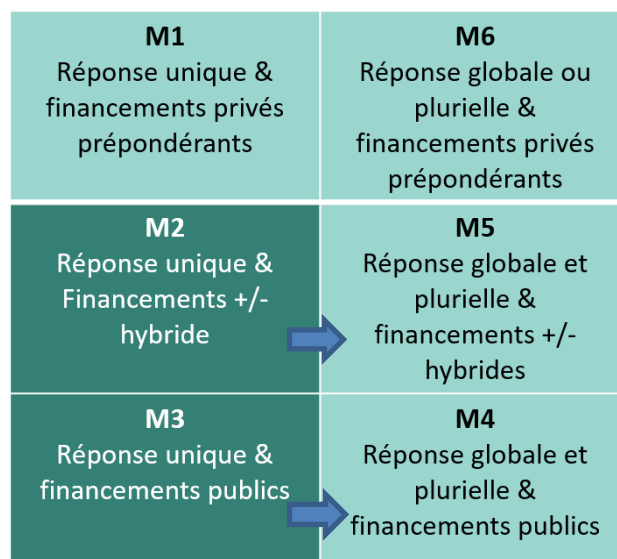 M1
Réponse unique &
financements privés
prépondérants
M6
Réponse globale ou
plurielle &
financements privés
prépondérants
M2
Réponse unique &
Financements +/-
hybride
M5
Réponse globale et
plurielle &
financements +/-
hybrides
M3
Réponse unique &
financements publics
M4
Réponse globale et
plurielle &
financements publics